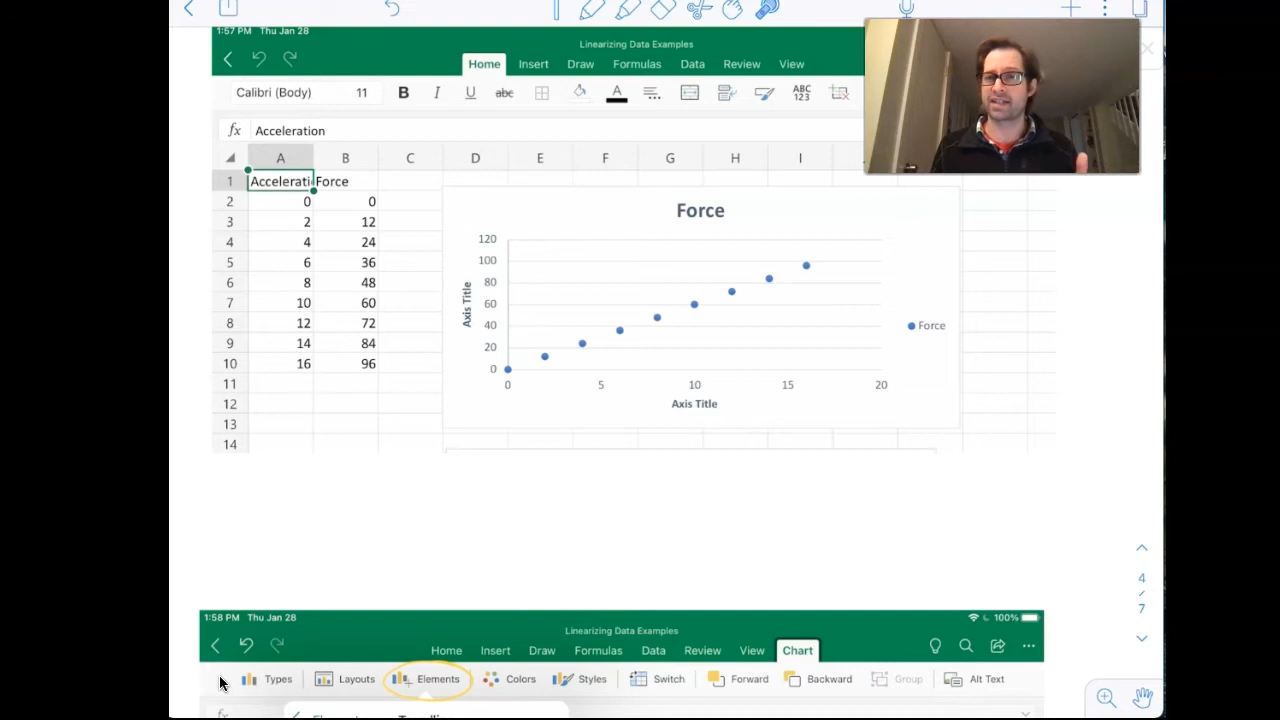 1:57 PM Thu Jan 28
Linearizing Data Examples
Home Insert Draw Formulas Data Review View
Calibri (Body) 11 B I U abc A ABC 123
fx Acceleration
A B C D E F G H I
1 Accelerati Force
2 0 0
3 2 12
4 4 24
5 6 36
6 8 48
7 10 60
8 12 72
9 14 84
10 16 96
11
12
13
14
Force
120
100
80
60
40
20
0
Axis Title
0 5 10 15 20
Axis Title
Force
4
7
1:58 PM Thu Jan 28 100%
Linearizing Data Examples
Home Insert Draw Formulas Data Review View Chart
Types Layouts Elements Colors Styles Switch Forward Backward Group Alt Text